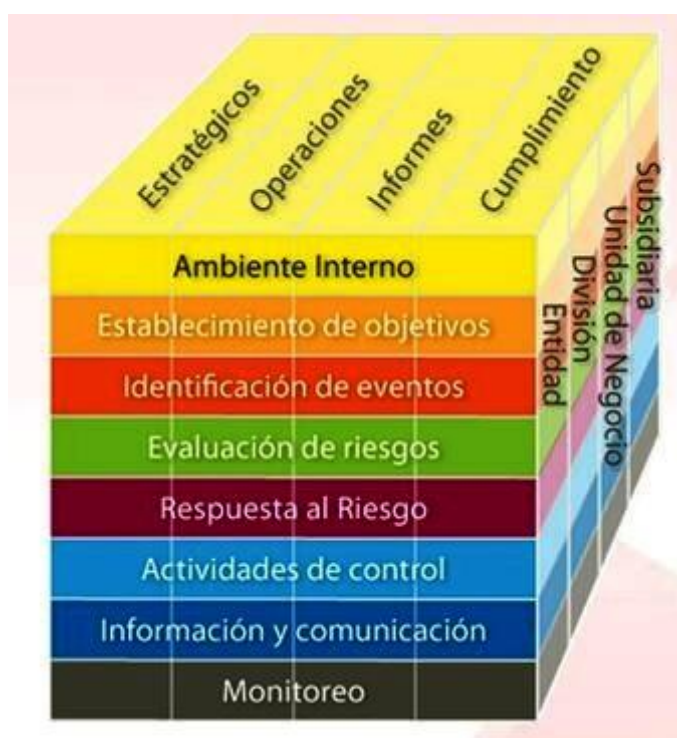 Estratégicos
Operaciones
Informes
Cumplimiento
Ambiente Interno
Establecimiento de objetivos
Identificación de eventos
Evaluación de riesgos
Respuesta al Riesgo
Actividades de control
Información y comunicación
Monitoreo
Entidad
División
Unidad de Negocio
Subsidiaria